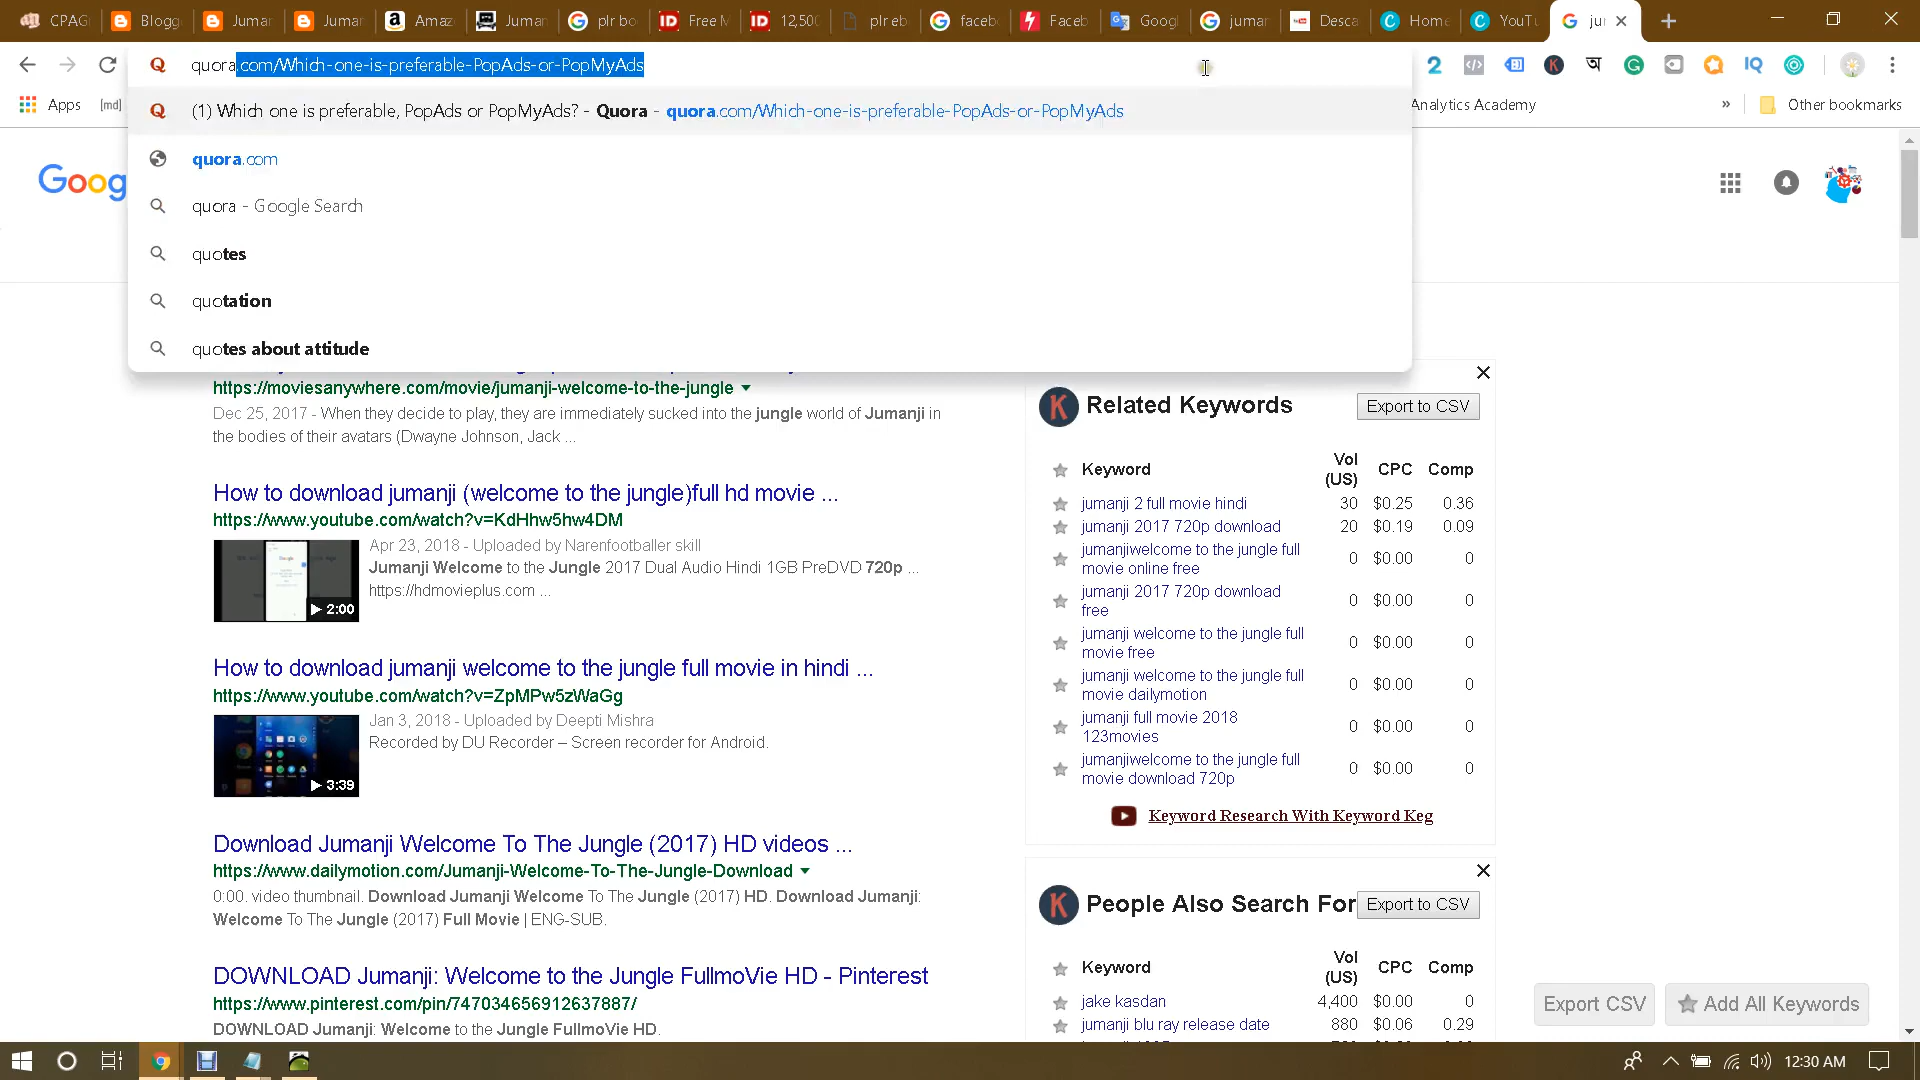 CPAG
Blogg
Juman
Juman
Amaz
Juman
plr bo
Free M
12,500
plr eb
faceb
Faceb
Googl
jumar
Desca
Home
YouTu
ju
quora.com/Which-one-is-preferable-PopAds-or-PopMyAds
Apps
[md]
Analytics Academy
»
Other bookmarks
(1) Which one is preferable, PopAds or PopMyAds? - Quora - quora.com/Which-one-is-preferable-PopAds-or-PopMyAds
quora.com
quora - Google Search
quotes
quotation
quotes about attitude
Goog
https://moviesanywhere.com/movie/jumanji-welcome-to-the-jungle
Dec 25, 2017 - When they decide to play, they are immediately sucked into the jungle world of Jumanji in
the bodies of their avatars (Dwayne Johnson, Jack ...
How to download jumanji (welcome to the jungle)full hd movie ...
https://www.youtube.com/watch?v=KdHhw5hw4DM
Apr 23, 2018 - Uploaded by Narenfootballer skill
Jumanji Welcome to the Jungle 2017 Dual Audio Hindi 1GB PreDVD 720p ...
https://hdmovieplus.com ...
2:00
How to download jumanji welcome to the jungle full movie in hindi ...
https://www.youtube.com/watch?v=ZpMPw5zWaGg
Jan 3, 2018 - Uploaded by Deepti Mishra
Recorded by DU Recorder – Screen recorder for Android.
3:39
Download Jumanji Welcome To The Jungle (2017) HD videos ...
https://www.dailymotion.com/Jumanji-Welcome-To-The-Jungle-Download
0:00. video thumbnail. Download Jumanji Welcome To The Jungle (2017) HD. Download Jumanji:
Welcome To The Jungle (2017) Full Movie | ENG-SUB.
DOWNLOAD Jumanji: Welcome to the Jungle FullmoVie HD - Pinterest
https://www.pinterest.com/pin/747034656912637887/
DOWNLOAD Jumanji: Welcome to the Jungle FullmoVie HD.
Related Keywords
Export to CSV
Keyword Vol (US) CPC Comp
jumanji 2 full movie hindi 30 $0.25 0.36
jumanji 2017 720p download 20 $0.19 0.09
jumanjiwelcome to the jungle full
movie online free 0 $0.00 0
jumanji 2017 720p download
free 0 $0.00 0
jumanji welcome to the jungle full
movie free 0 $0.00 0
jumanji welcome to the jungle full
movie dailymotion 0 $0.00 0
jumanji full movie 2018
123movies 0 $0.00 0
jumanjiwelcome to the jungle full
movie download 720p 0 $0.00 0
Keyword Research With Keyword Keg
People Also Search For
Export to CSV
Keyword Vol (US) CPC Comp
jake kasdan 4,400 $0.00 0
jumanji blu ray release date 880 $0.06 0.29
Export CSV
Add All Keywords
12:30 AM